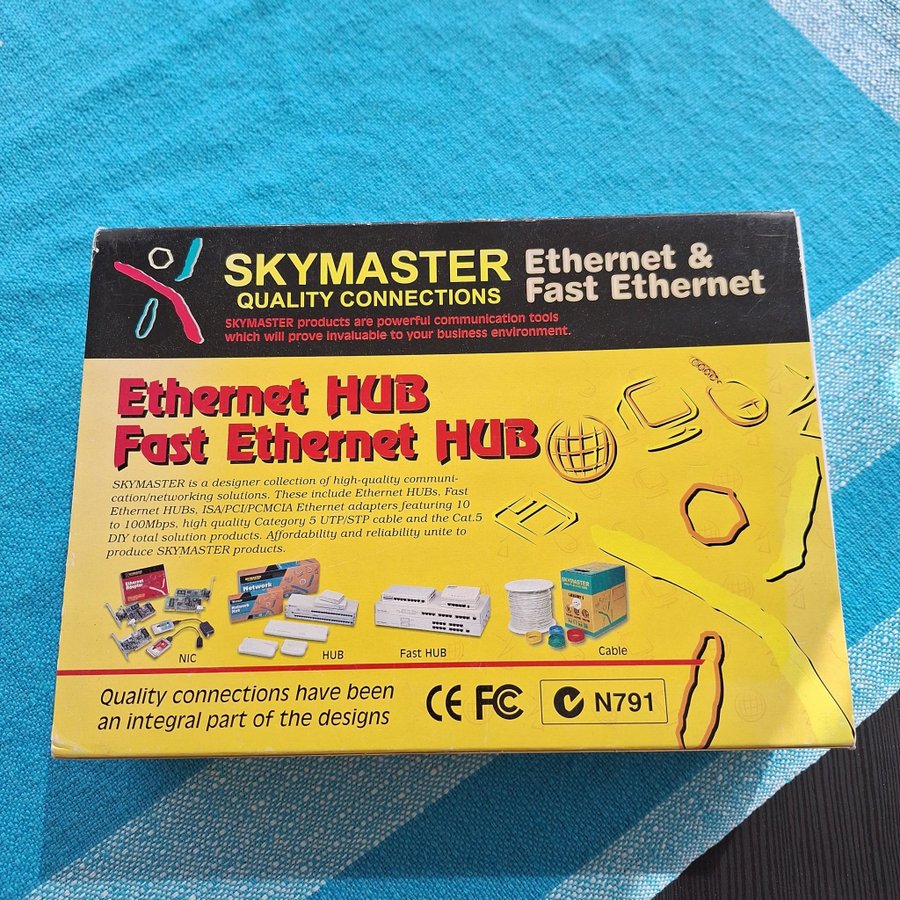 SKYMASTER
QUALITY CONNECTIONS
Ethernet &
Fast Ethernet
SKYMASTER products are powerful communication tools
which will prove invaluable to your business environment.
Ethernet HUB
Fast Ethernet HUB
SKYMASTER is a designer collection of high-quality communi-
cation/networking solutions. These include Ethernet HUBs, Fast
Ethernet HUBs, ISA/PCI/PCMCIA Ethernet adapters featuring 10
to 100Mbps, high quality Category 5 UTP/STP cable and the Cat.5
DIY total solution products. Affordability and reliability unite to
produce SKYMASTER products.
Network
SKYMASTER
NIC
HUB
Fast HUB
Cable
Quality connections have been
an integral part of the designs
CE FC
N791